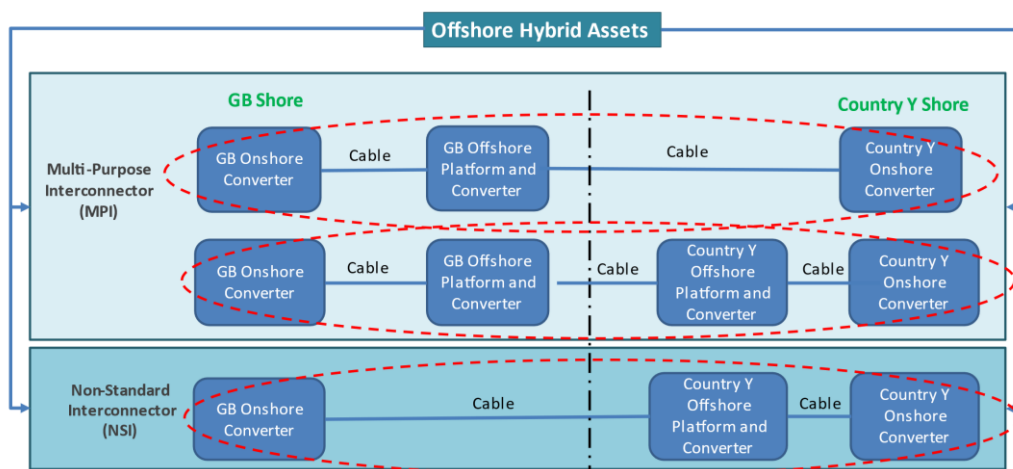 Offshore Hybrid Assets
GB Shore
Country Y Shore
Multi-Purpose
Interconnector
(MPI)
GB Onshore
Converter
Cable
GB Offshore
Platform and
Converter
Cable
Country Y
Onshore
Converter
GB Onshore
Converter
Cable
GB Offshore
Platform and
Converter
Cable
Country Y
Offshore
Platform and
Converter
Cable
Country Y
Onshore
Converter
Non-Standard
Interconnector
(NSI)
GB Onshore
Converter
Cable
Country Y
Offshore
Platform and
Converter
Cable
Country Y
Onshore
Converter